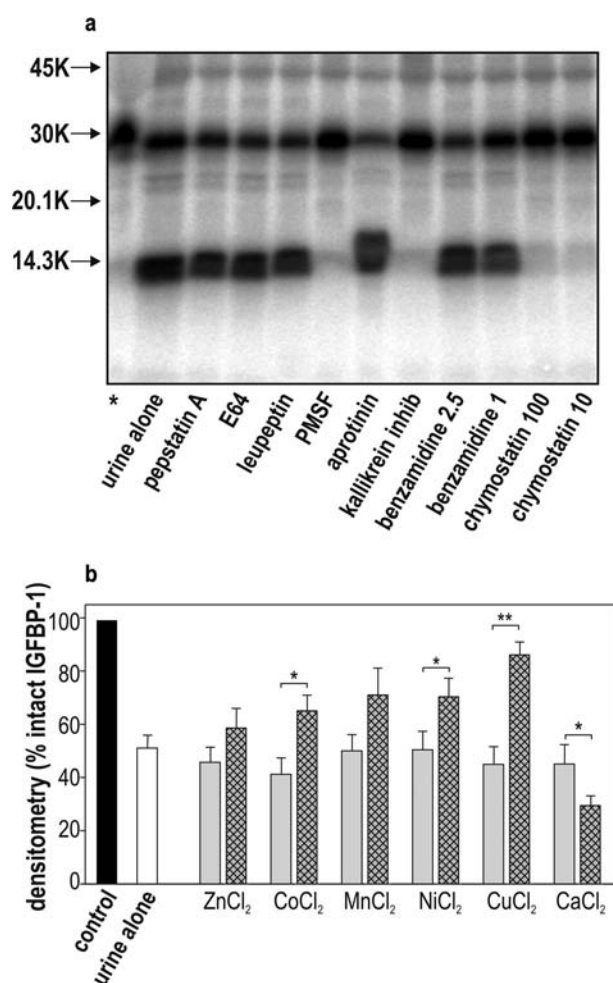 a
45K
30K
20.1K
14.3K
*
urine alone
pepstatin A
E64
leupeptin
PMSF
aprotinin
kallikrein inhib
benzamidine 2.5
benzamidine 1
chymostatin 100
chymostatin 10
b
densitometry (% intact IGFBP-1)
100
80
60
40
20
0
*
*
**
*
control
urine alone
ZnCl₂
CoCl₂
MnCl₂
NiCl₂
CuCl₂
CaCl₂